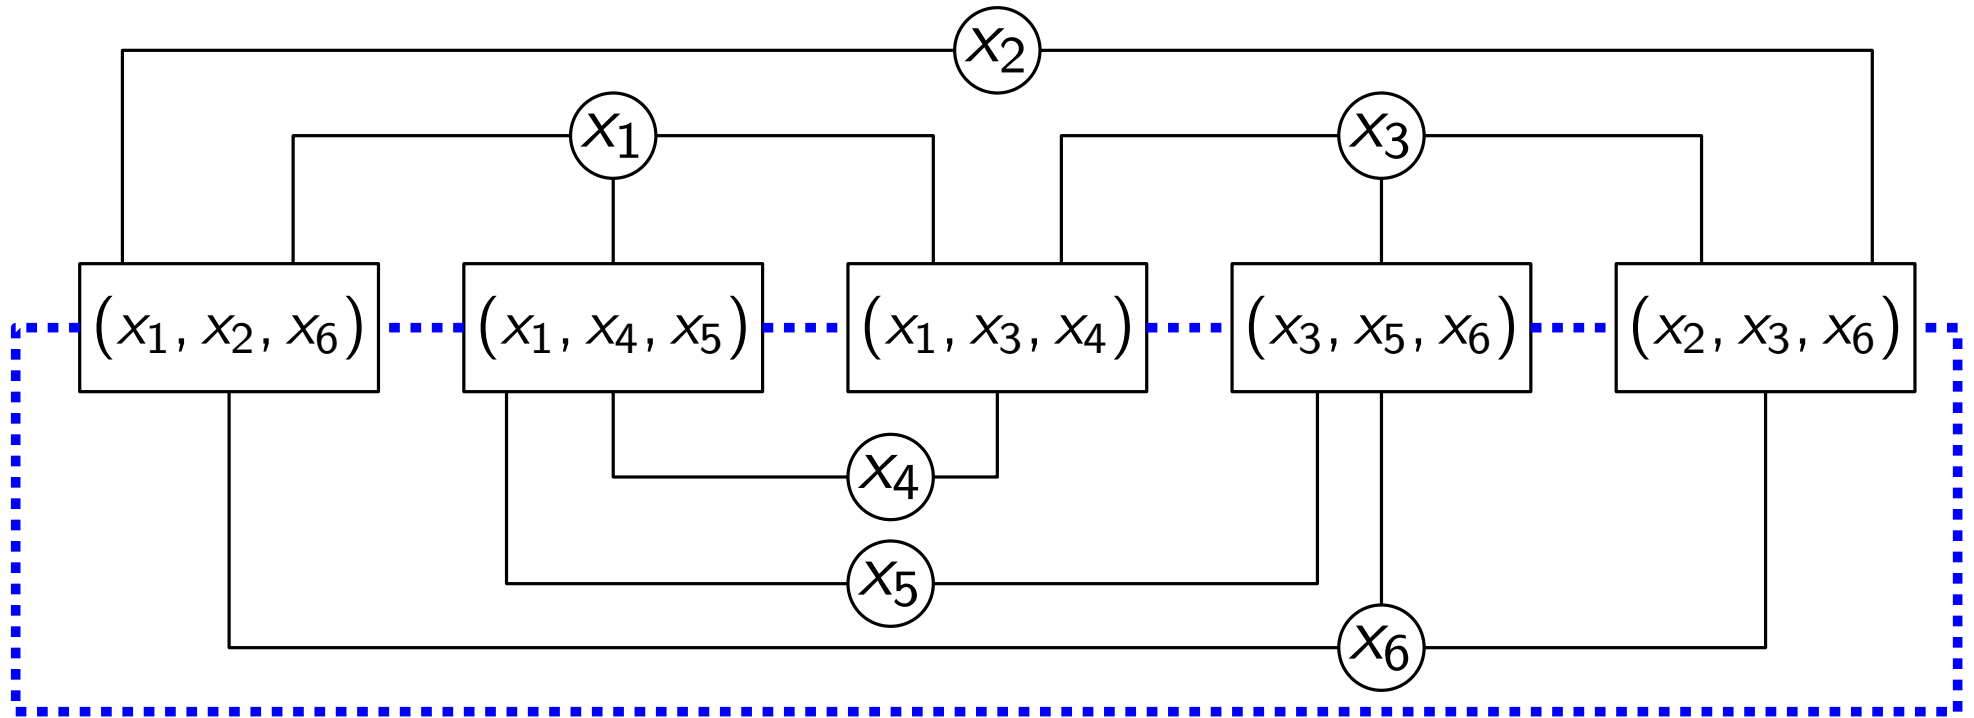 x₂
x₁ x₃
(x₁, x₂, x₆) (x₁, x₄, x₅) (x₁, x₃, x₄) (x₃, x₅, x₆) (x₂, x₃, x₆)
x₄
x₅
x₆